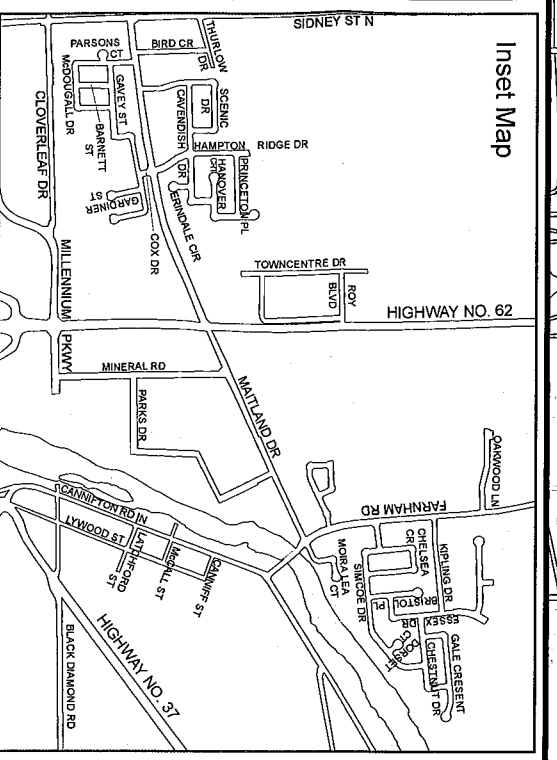 SIDNEY ST N
Inset Map
PARSONS
CT
BIRD CR
THURLOW
DR
SCENIC
DR
CAVENDISH
DR
GAVEY ST
McDOUGALL DR
BARNETT
ST
HAMPTON RIDGE DR
HANOVER
CRT
PRINCETON PL
ERINDALE CIR
GARDINER
ST
COX DR
CLOVERLEAF DR
MILLENNIUM PKWY
TOWNCENTRE DR
ROY
BLVD
HIGHWAY NO. 62
MINERAL RD
PARKS DR
MAITLAND DR
OAKWOOD LN
FARNHAM RD
CHELSEA
CR
KIPLING DR
MOIRA LEA
CT
SIMCOE DR
BRISTOL
PL
ESSEX
DR
DORSET
CT
GALE CRESENT
CHESTNUT DR
CANNIFTON RD N
LYWOOD ST
LATCHFORD
ST
McCALL ST
CANNIFF ST
HIGHWAY NO. 37
BLACK DIAMOND RD